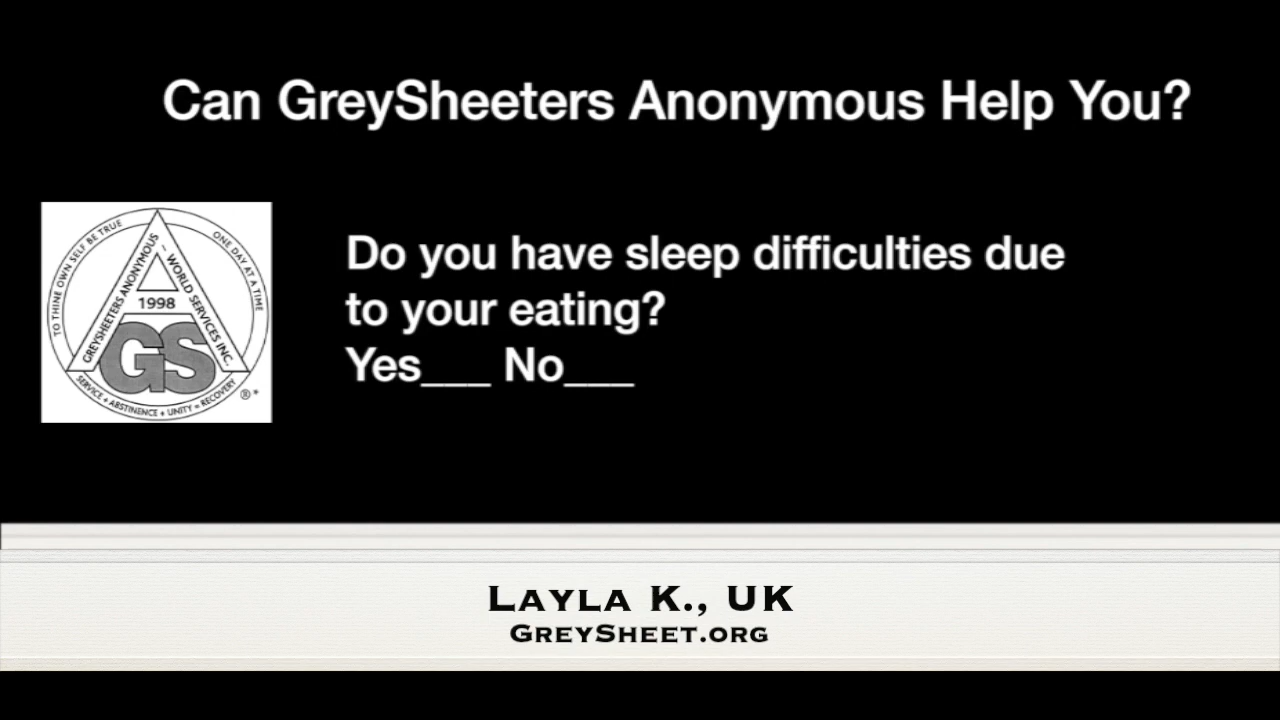 Can GreySheeters Anonymous Help You?
TO THINE OWN SELF BE TRUE
ONE DAY AT A TIME
GREYSHEETERS ANONYMOUS ~ WORLD SERVICES INC.
1998
GS
SERVICE + ABSTINENCE + UNITY = RECOVERY
®*
Do you have sleep difficulties due
to your eating?
Yes___ No___
LAYLA K., UK
GREYSHEET.ORG